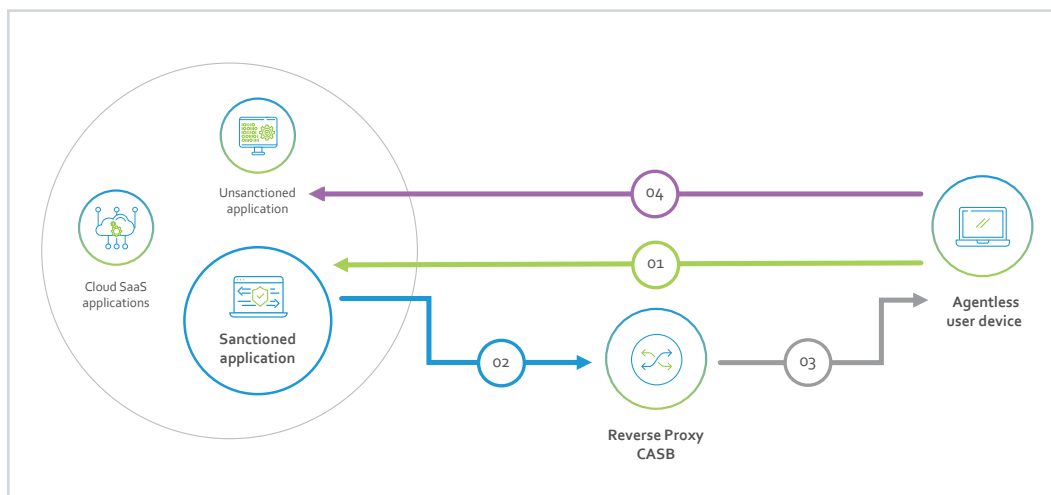 Unsanctioned
application
04
Cloud SaaS
applications
01
Agentless
user device
Sanctioned
application
02
03
Reverse Proxy
CASB